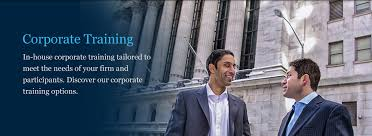 Corporate Training
In-house corporate training tailored to
meet the needs of your firm and
participants. Discover our corporate
training options.